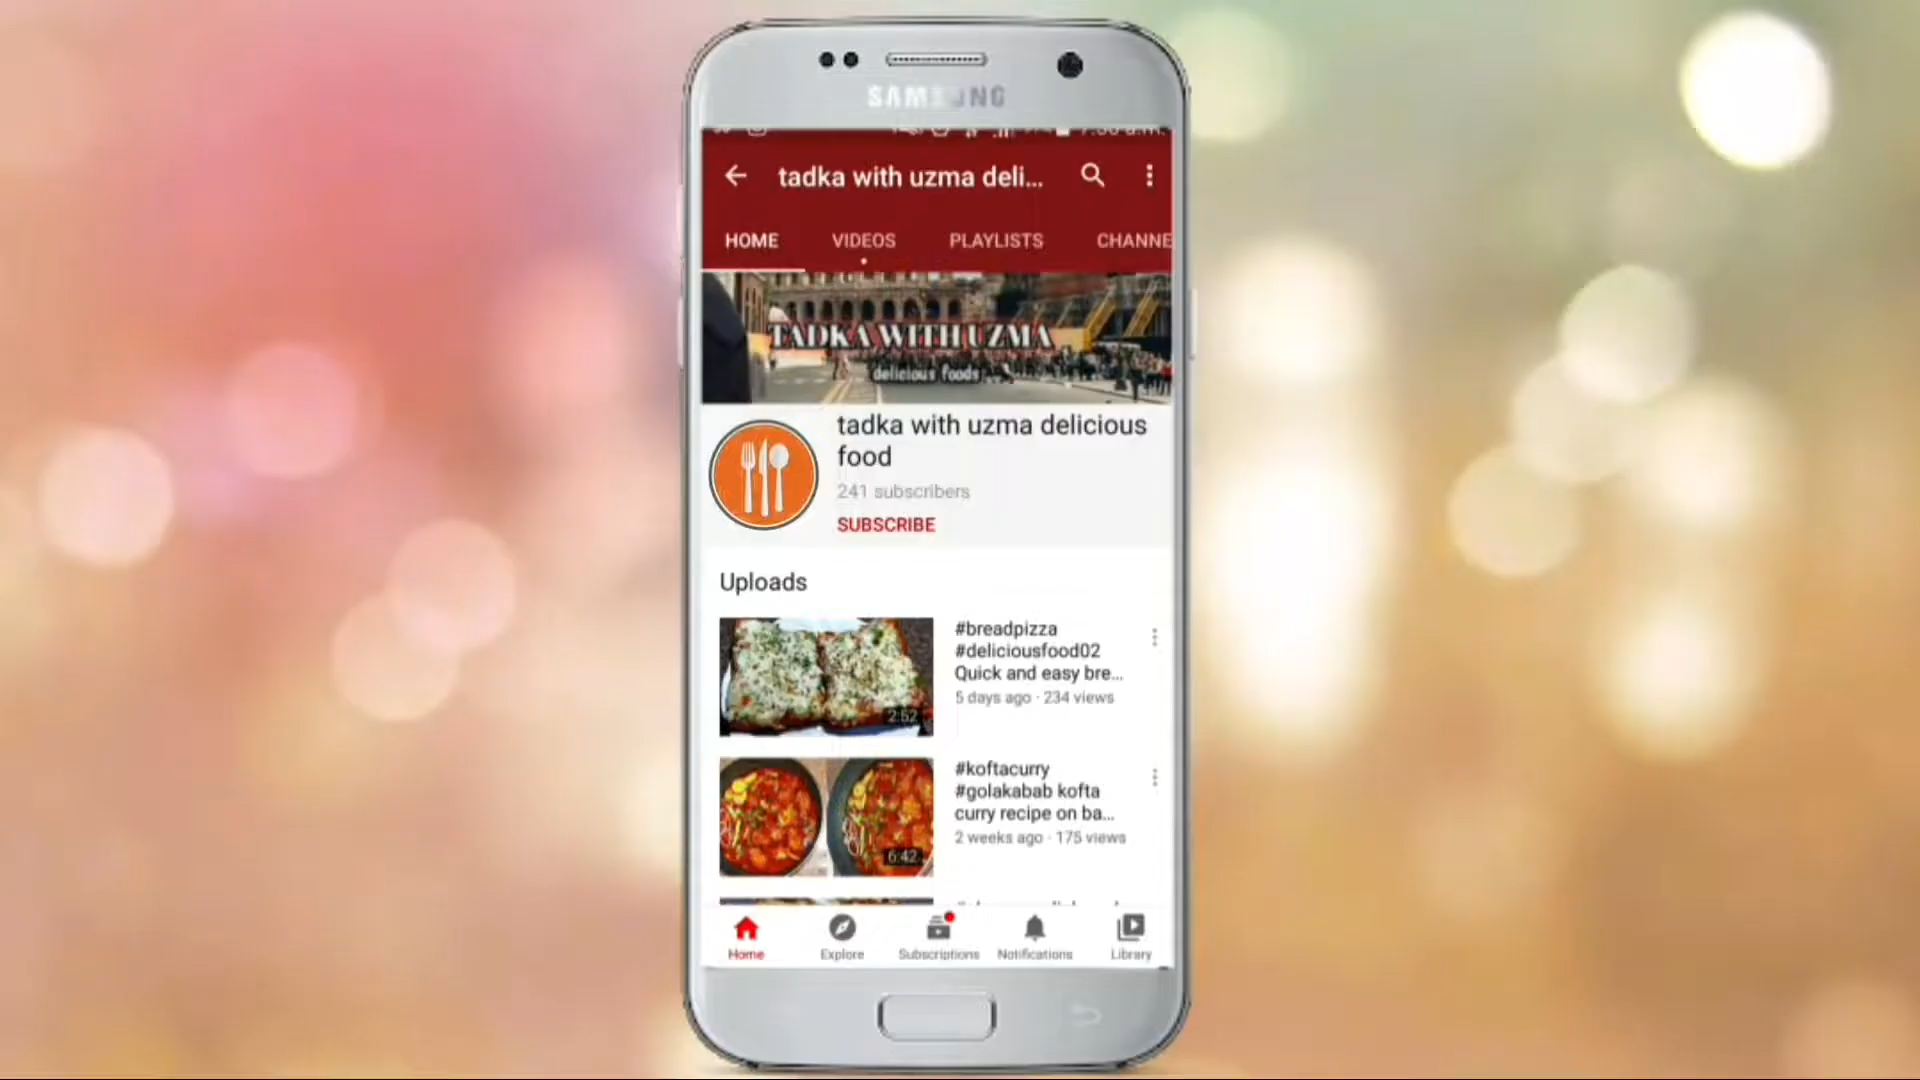 SAMSUNG
tadka with uzma deli...
HOME VIDEOS PLAYLISTS CHANNE
TADKA WITH UZMA
delicious foods
tadka with uzma delicious
food
241 subscribers
SUBSCRIBE
Uploads
#breadpizza
#deliciousfood02
Quick and easy bre...
5 days ago · 234 views
2:52
#koftacurry
#golakabab kofta
curry recipe on ba...
2 weeks ago · 175 views
6:42
Home Explore Subscriptions Notifications Library